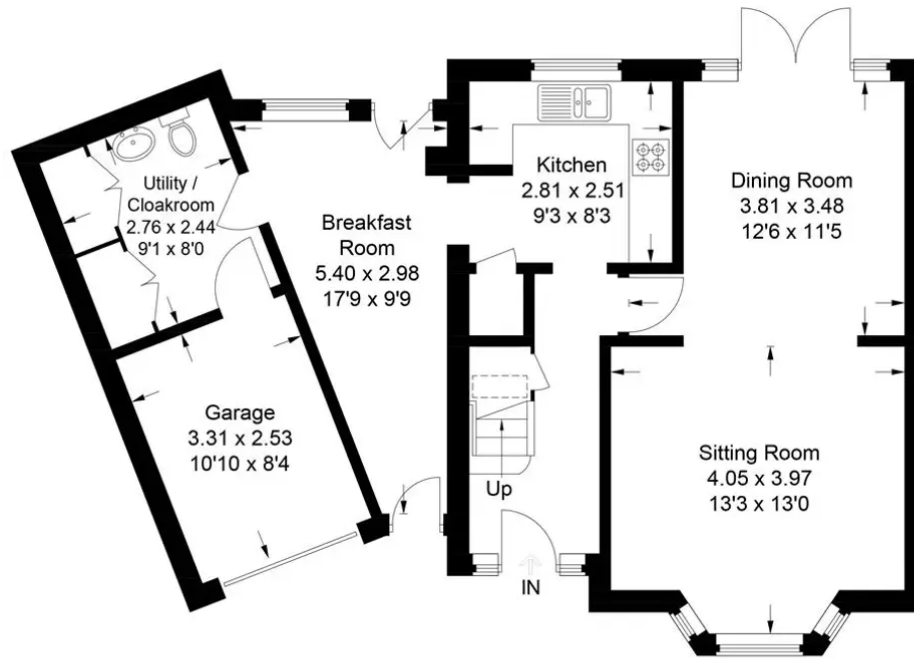 Utility /
Cloakroom
2.76 x 2.44
9'1 x 8'0
Breakfast
Room
5.40 x 2.98
17'9 x 9'9
Kitchen
2.81 x 2.51
9'3 x 8'3
Dining Room
3.81 x 3.48
12'6 x 11'5
Garage
3.31 x 2.53
10'10 x 8'4
Sitting Room
4.05 x 3.97
13'3 x 13'0
Up
IN